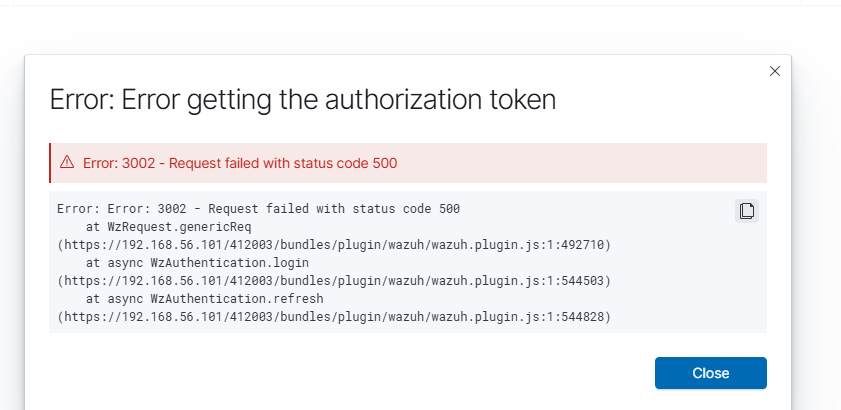 Error: Error getting the authorization token
Error: 3002 - Request failed with status code 500
Error: Error: 3002 - Request failed with status code 500
at WzRequest.genericReq
(https://192.168.56.101/412003/bundles/plugin/wazuh/wazuh.plugin.js:1:492710)
at async WzAuthentication.login
(https://192.168.56.101/412003/bundles/plugin/wazuh/wazuh.plugin.js:1:544503)
at async WzAuthentication.refresh
(https://192.168.56.101/412003/bundles/plugin/wazuh/wazuh.plugin.js:1:544828)
Close